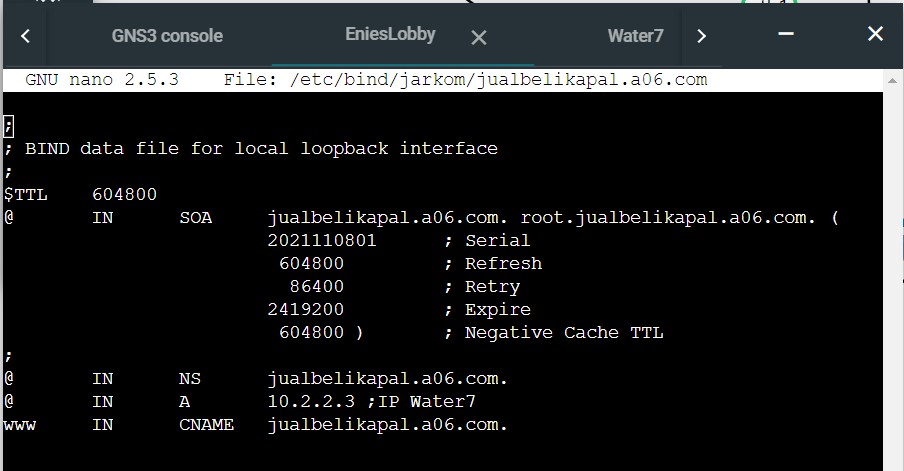 GNS3 console EniesLobby Water7
GNU nano 2.5.3 File: /etc/bind/jarkom/jualbelikapal.a06.com
;
; BIND data file for local loopback interface
;
$TTL 604800
@ IN SOA jualbelikapal.a06.com. root.jualbelikapal.a06.com. (
2021110801 ; Serial
604800 ; Refresh
86400 ; Retry
2419200 ; Expire
604800 ) ; Negative Cache TTL
;
@ IN NS jualbelikapal.a06.com.
@ IN A 10.2.2.3 ;IP Water7
www IN CNAME jualbelikapal.a06.com.